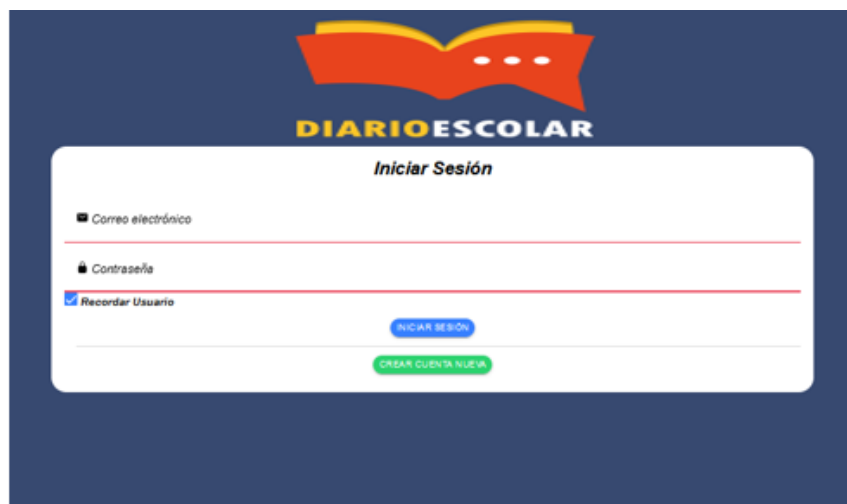 DIARIOESCOLAR
Iniciar Sesión
Correo electrónico
Contraseña
Recordar Usuario
INICIAR SESIÓN
CREAR CUENTA NUEVA